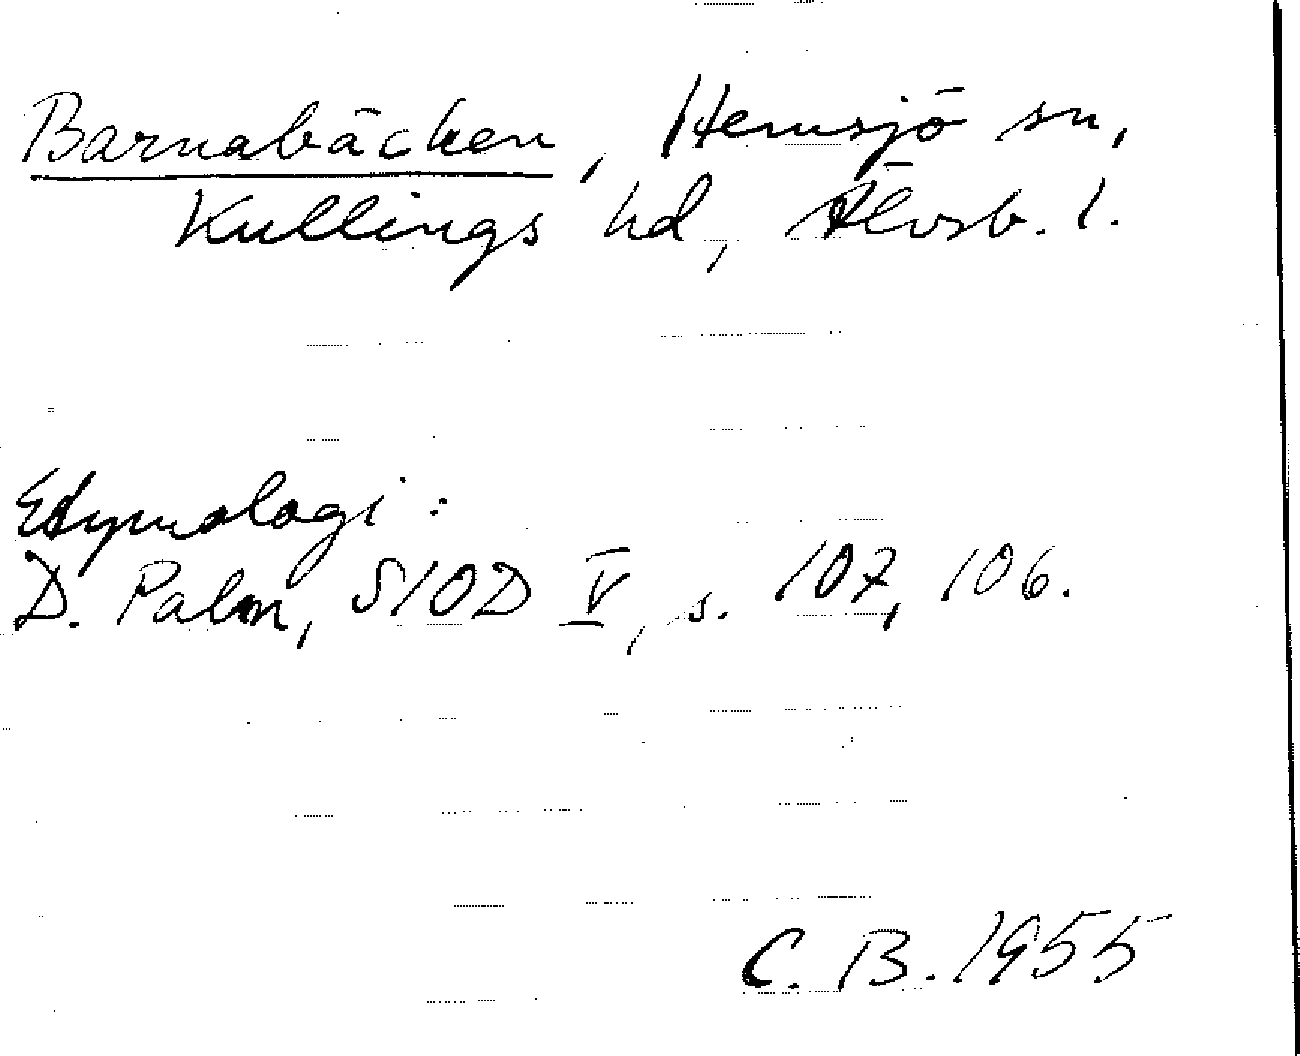 Barnabäcken, Hemsjö sn,
Kullings hd, Älvsb. l.
Etymologi:
D. Palm, SIOD V, s. 107, 106.
C. B. 1955